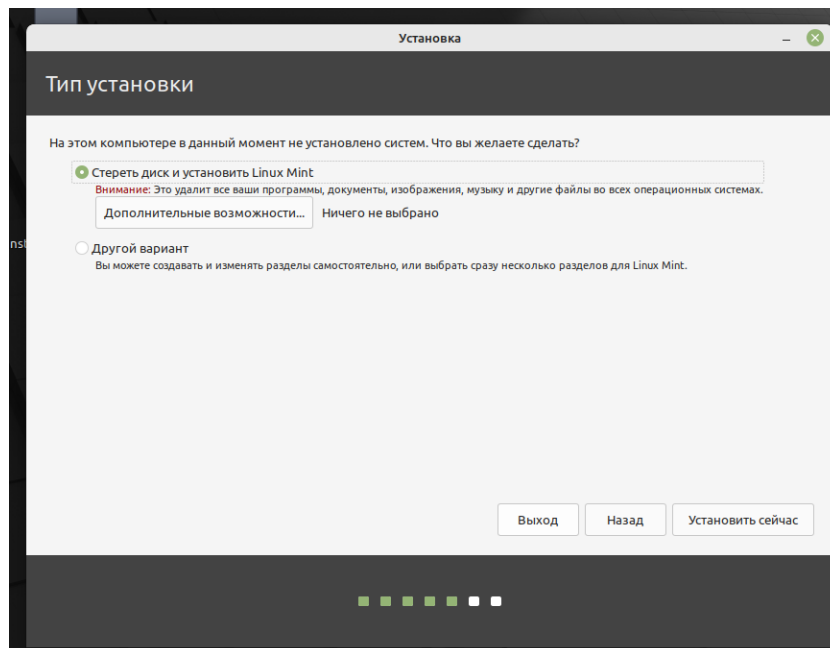 Установка
Тип установки
На этом компьютере в данный момент не установлено систем. Что вы желаете сделать?
Стереть диск и установить Linux Mint
Внимание: Это удалит все ваши программы, документы, изображения, музыку и другие файлы во всех операционных системах.
Дополнительные возможности... Ничего не выбрано
nst
Другой вариант
Вы можете создавать и изменять разделы самостоятельно, или выбрать сразу несколько разделов для Linux Mint.
Выход Назад Установить сейчас